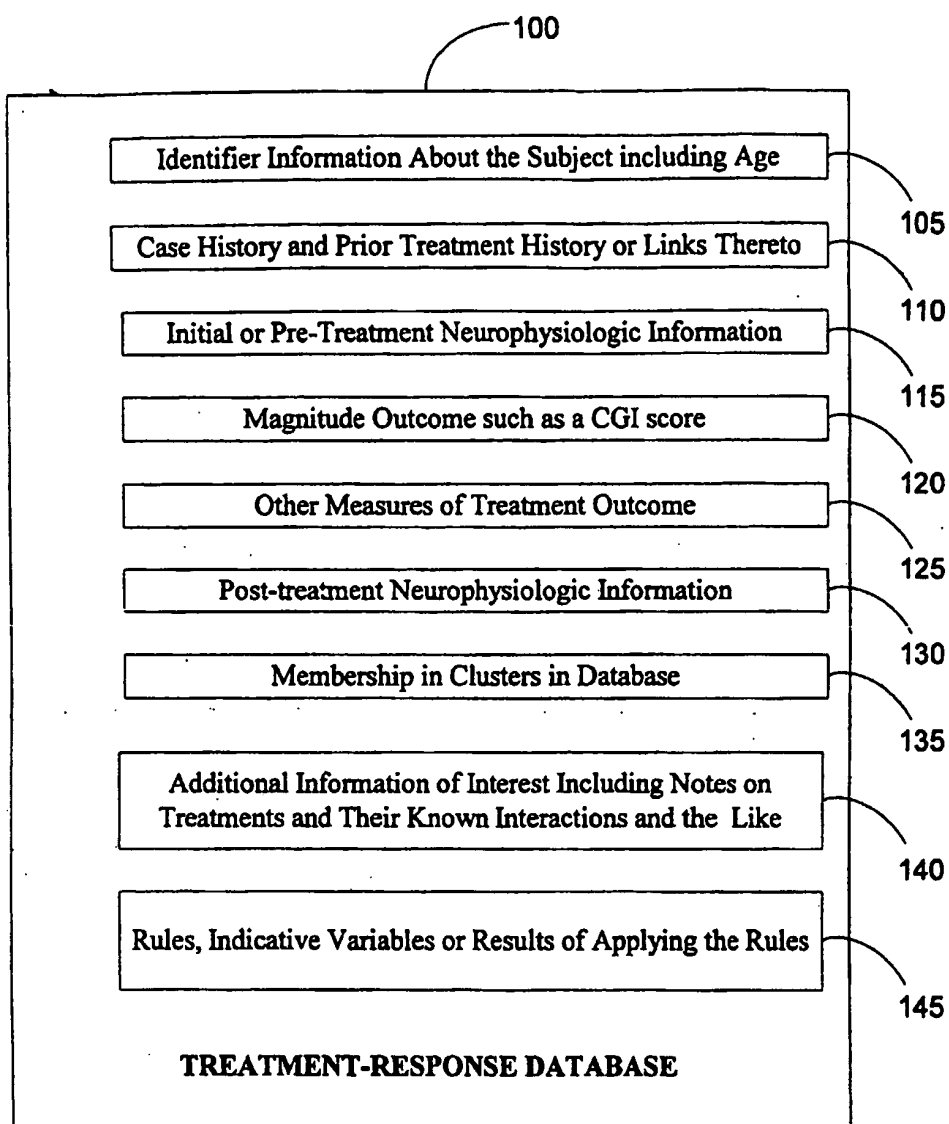 100
Identifier Information About the Subject including Age
105
Case History and Prior Treatment History or Links Thereto
110
Initial or Pre-Treatment Neurophysiologic Information
115
Magnitude Outcome such as a CGI score
120
Other Measures of Treatment Outcome
125
Post-treatment Neurophysiologic Information
130
Membership in Clusters in Database
135
Additional Information of Interest Including Notes on
Treatments and Their Known Interactions and the Like
140
Rules, Indicative Variables or Results of Applying the Rules
145
TREATMENT-RESPONSE DATABASE